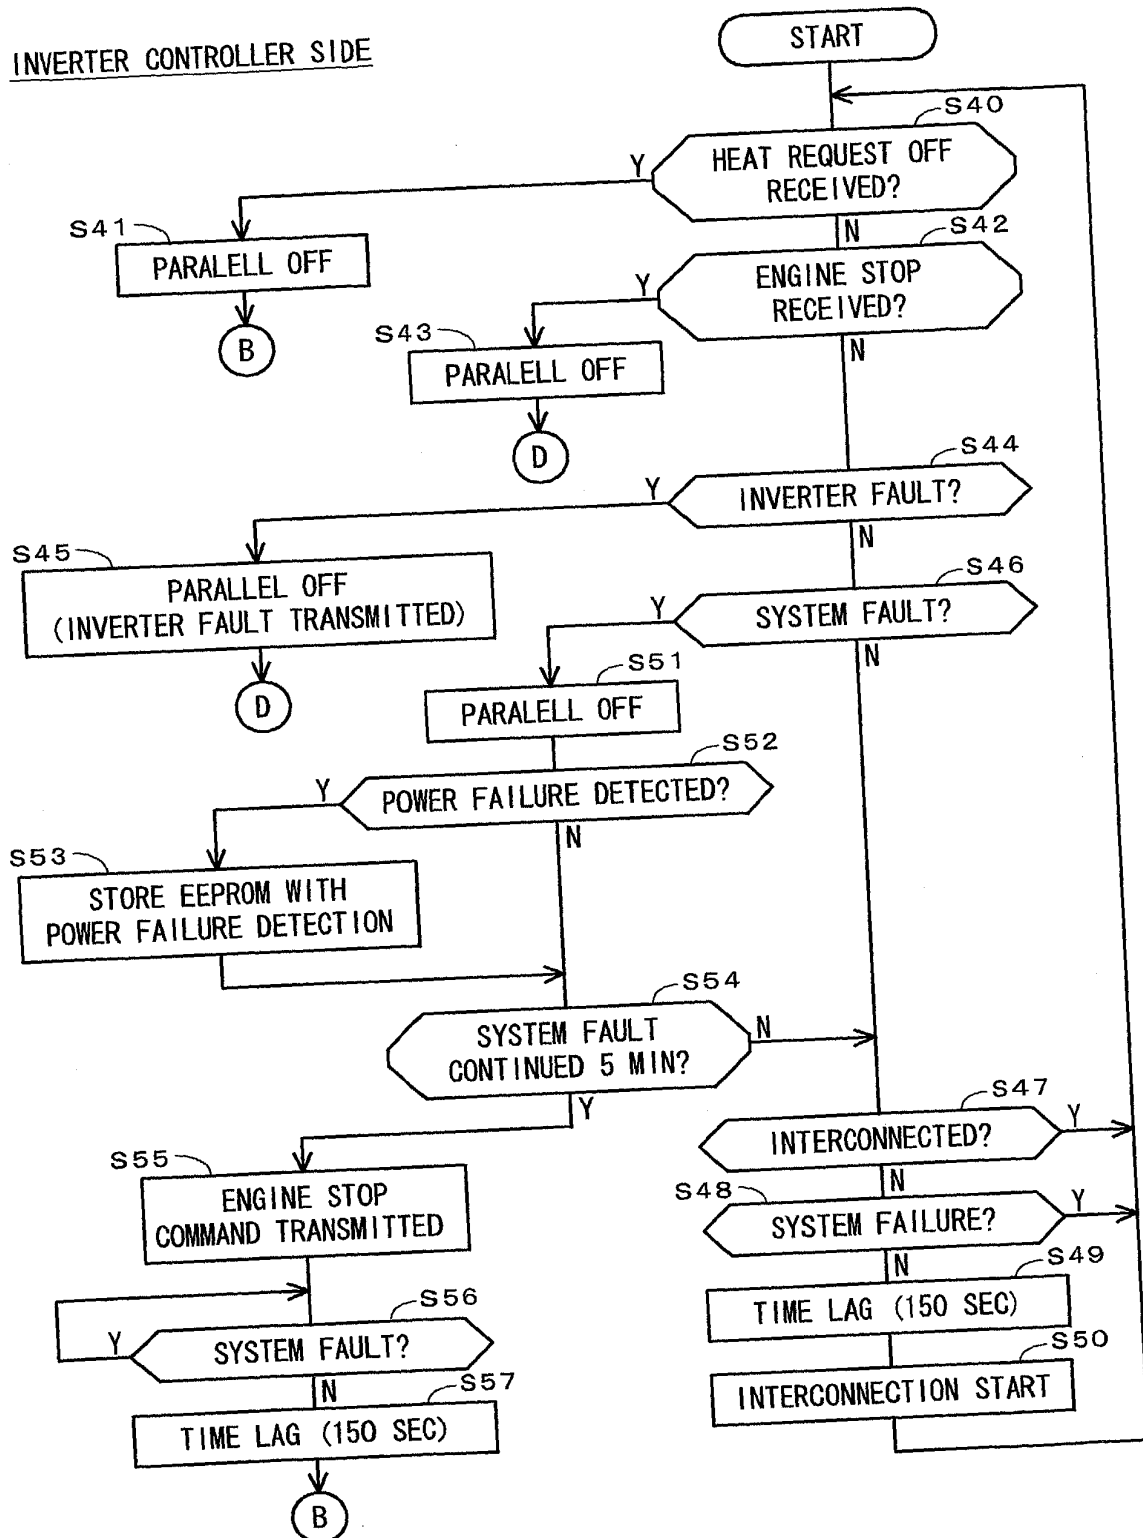 INVERTER CONTROLLER SIDE
START
S40
HEAT REQUEST OFF
RECEIVED?
Y
N
S41
PARALELL OFF
B
S42
ENGINE STOP
RECEIVED?
Y
N
S43
PARALELL OFF
D
S44
INVERTER FAULT?
Y
N
S45
PARALLEL OFF
(INVERTER FAULT TRANSMITTED)
D
S46
SYSTEM FAULT?
Y
N
S51
PARALELL OFF
S52
POWER FAILURE DETECTED?
Y
N
S53
STORE EEPROM WITH
POWER FAILURE DETECTION
S54
SYSTEM FAULT
CONTINUED 5 MIN?
N
Y
S47
INTERCONNECTED?
Y
N
S55
ENGINE STOP
COMMAND TRANSMITTED
S48
SYSTEM FAILURE?
Y
N
S49
TIME LAG (150 SEC)
S56
SYSTEM FAULT?
Y
N
S50
INTERCONNECTION START
S57
TIME LAG (150 SEC)
B